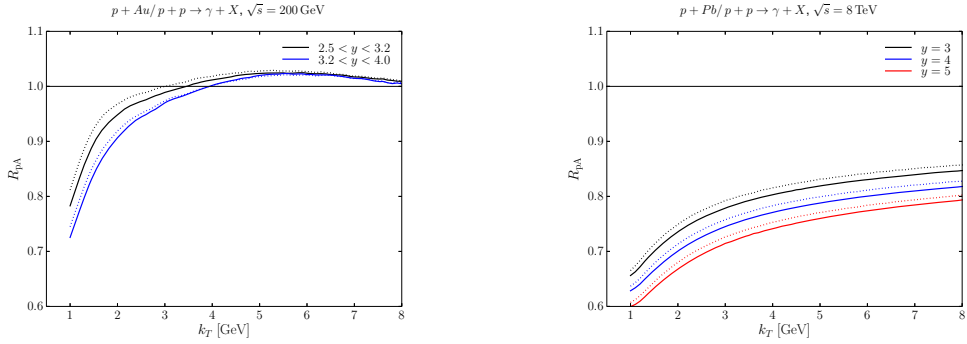 p + Au/ p + p → γ + X, √s = 200 GeV
1.1
1.0
0.9
0.8
0.7
0.6
R_pA
2.5 < y < 3.2
3.2 < y < 4.0
1 2 3 4 5 6 7 8
k_T [GeV]
p + Pb/ p + p → γ + X, √s = 8 TeV
1.1
1.0
0.9
0.8
0.7
0.6
R_pA
y = 3
y = 4
y = 5
1 2 3 4 5 6 7 8
k_T [GeV]